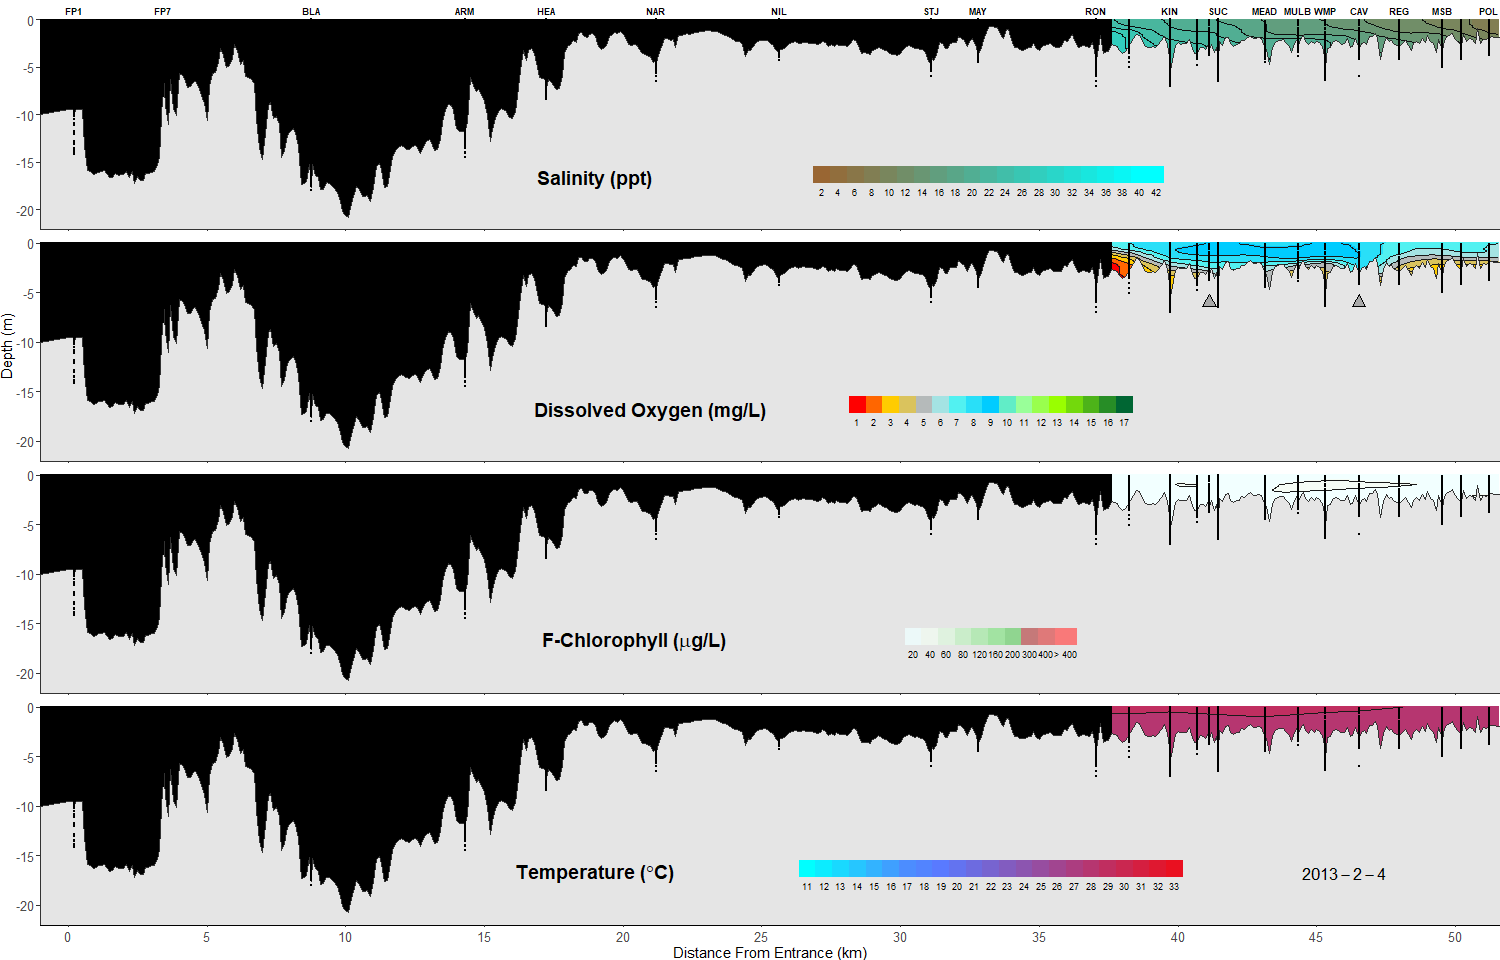 FP1 FP7 BLA ARM HEA NAR NIL STJ MAY RON KIN SUC MEAD MULB WMP CAV REG MSB POL
0
-5
-10
-15
-20
Salinity (ppt)
2 4 6 8 10 12 14 16 18 20 22 24 26 28 30 32 34 36 38 40 42
0
-5
-10
-15
-20
Dissolved Oxygen (mg/L)
1 2 3 4 5 6 7 8 9 10 11 12 13 14 15 16 17
Depth (m)
0
-5
-10
-15
-20
F-Chlorophyll (μg/L)
20 40 60 80 120 160 200 300 400 > 400
0
-5
-10
-15
-20
Temperature (°C)
11 12 13 14 15 16 17 18 19 20 21 22 23 24 25 26 27 28 29 30 31 32 33
2013 – 2 – 4
0 5 10 15 20 25 30 35 40 45 50
Distance From Entrance (km)